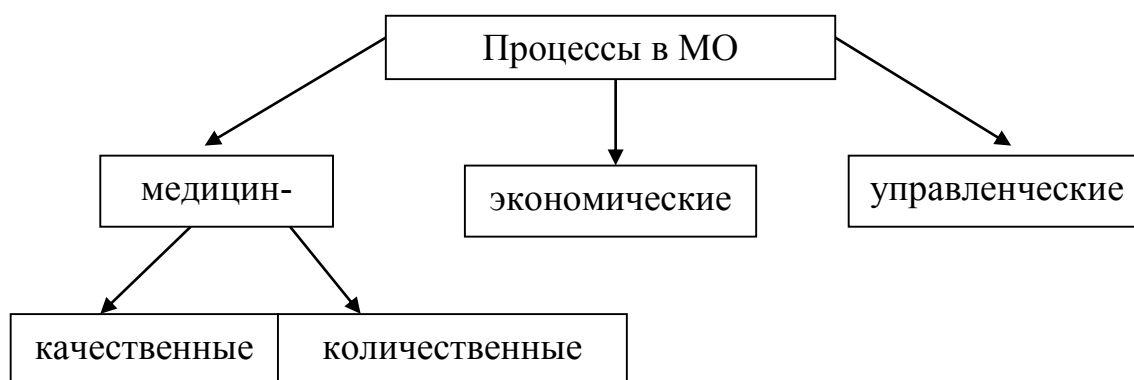 Процессы в МО
медицин-
экономические
управленческие
качественные
количественные